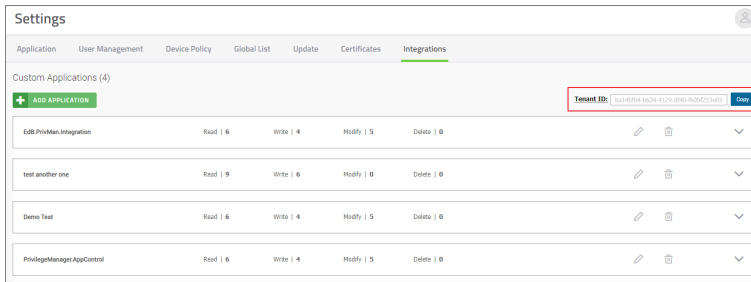 Settings
Application User Management Device Policy Global List Update Certificates Integrations
Custom Applications (4)
ADD APPLICATION
Tenant ID: Copy
EdB.PrivMan.Integration Read | 6 Write | 4 Modify | 5 Delete | 0
test another one Read | 9 Write | 6 Modify | 0 Delete | 0
Demo Test Read | 6 Write | 4 Modify | 5 Delete | 0
PrivilegeManager.AppControl Read | 6 Write | 4 Modify | 5 Delete | 0